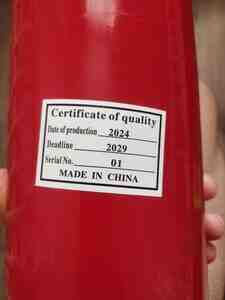 Certificate of quality
Date of production 2024
Deadline 2029
Serial No. 01
MADE IN CHINA